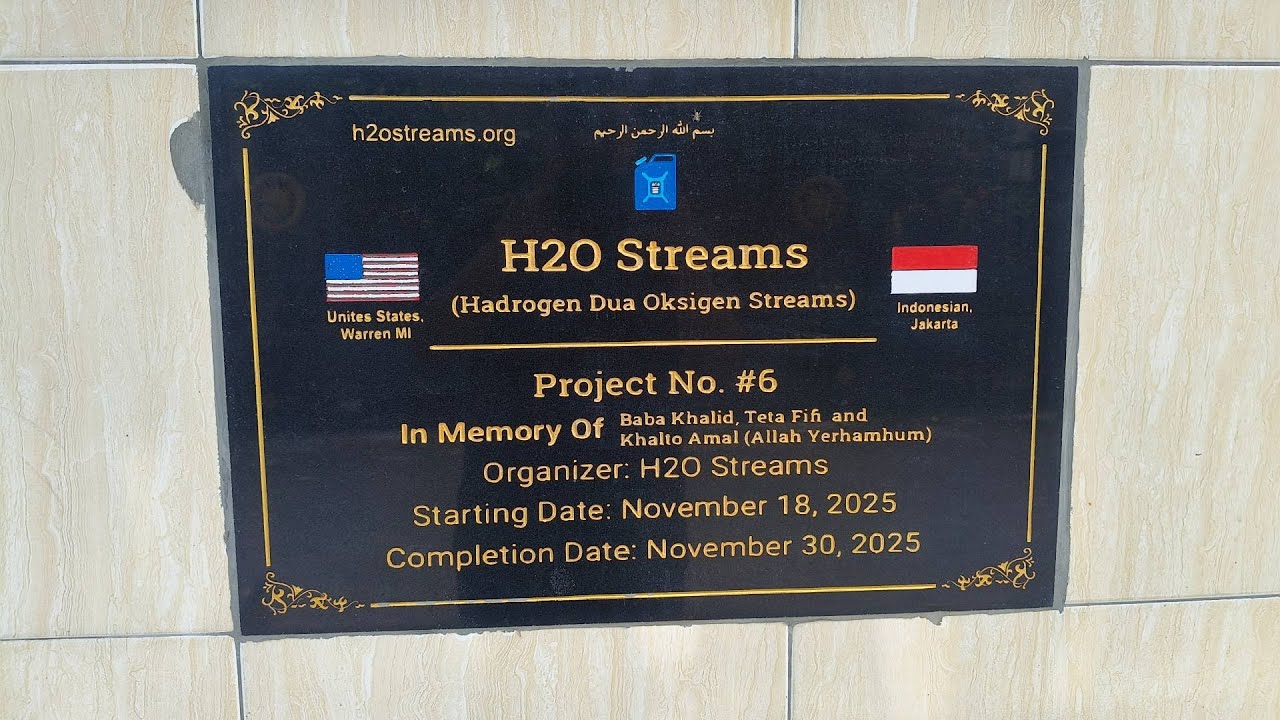 h2ostreams.org
بسم الله الرحمن الرحيم
H2O Streams
(Hadrogen Dua Oksigen Streams)
Unites States,
Warren MI
Indonesian,
Jakarta
Project No. #6
In Memory Of Baba Khalid, Teta Fifi and
Khalto Amal (Allah Yerhamhum)
Organizer: H2O Streams
Starting Date: November 18, 2025
Completion Date: November 30, 2025